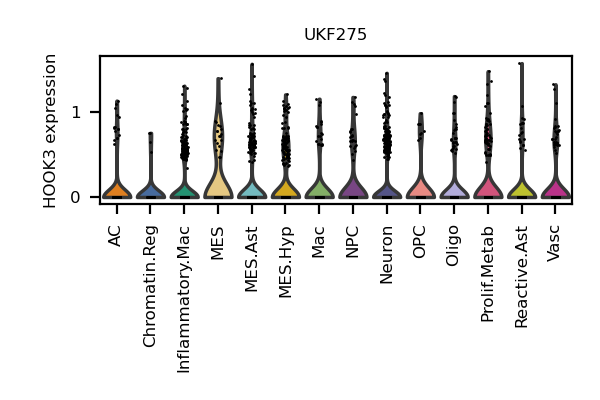 UKF275
HOOK3 expression
1
0
AC
Chromatin.Reg
Inflammatory.Mac
MES
MES.Ast
MES.Hyp
Mac
NPC
Neuron
OPC
Oligo
Prolif.Metab
Reactive.Ast
Vasc